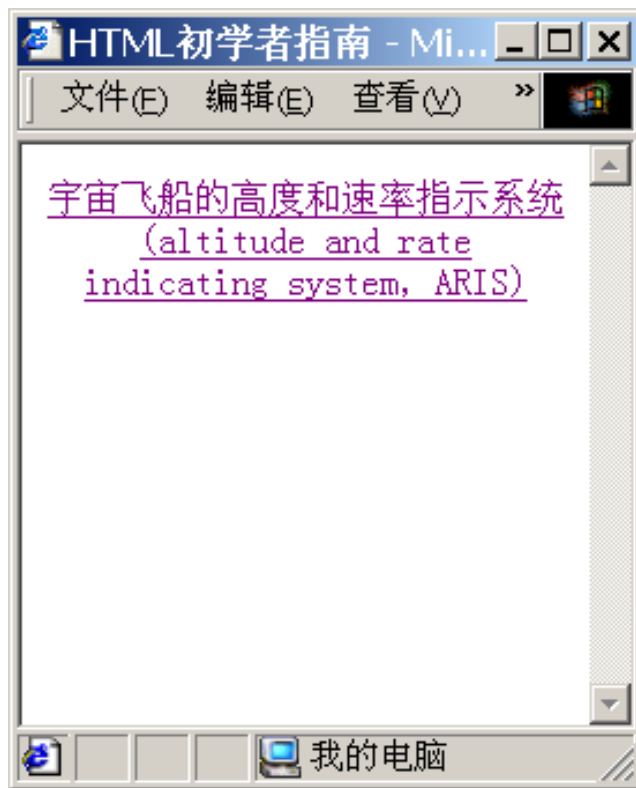 HTML初学者指南 - Mi...
文件(F) 编辑(E) 查看(V) »
宇宙飞船的高度和速率指示系统
(altitude and rate
indicating system, ARIS)
我的电脑